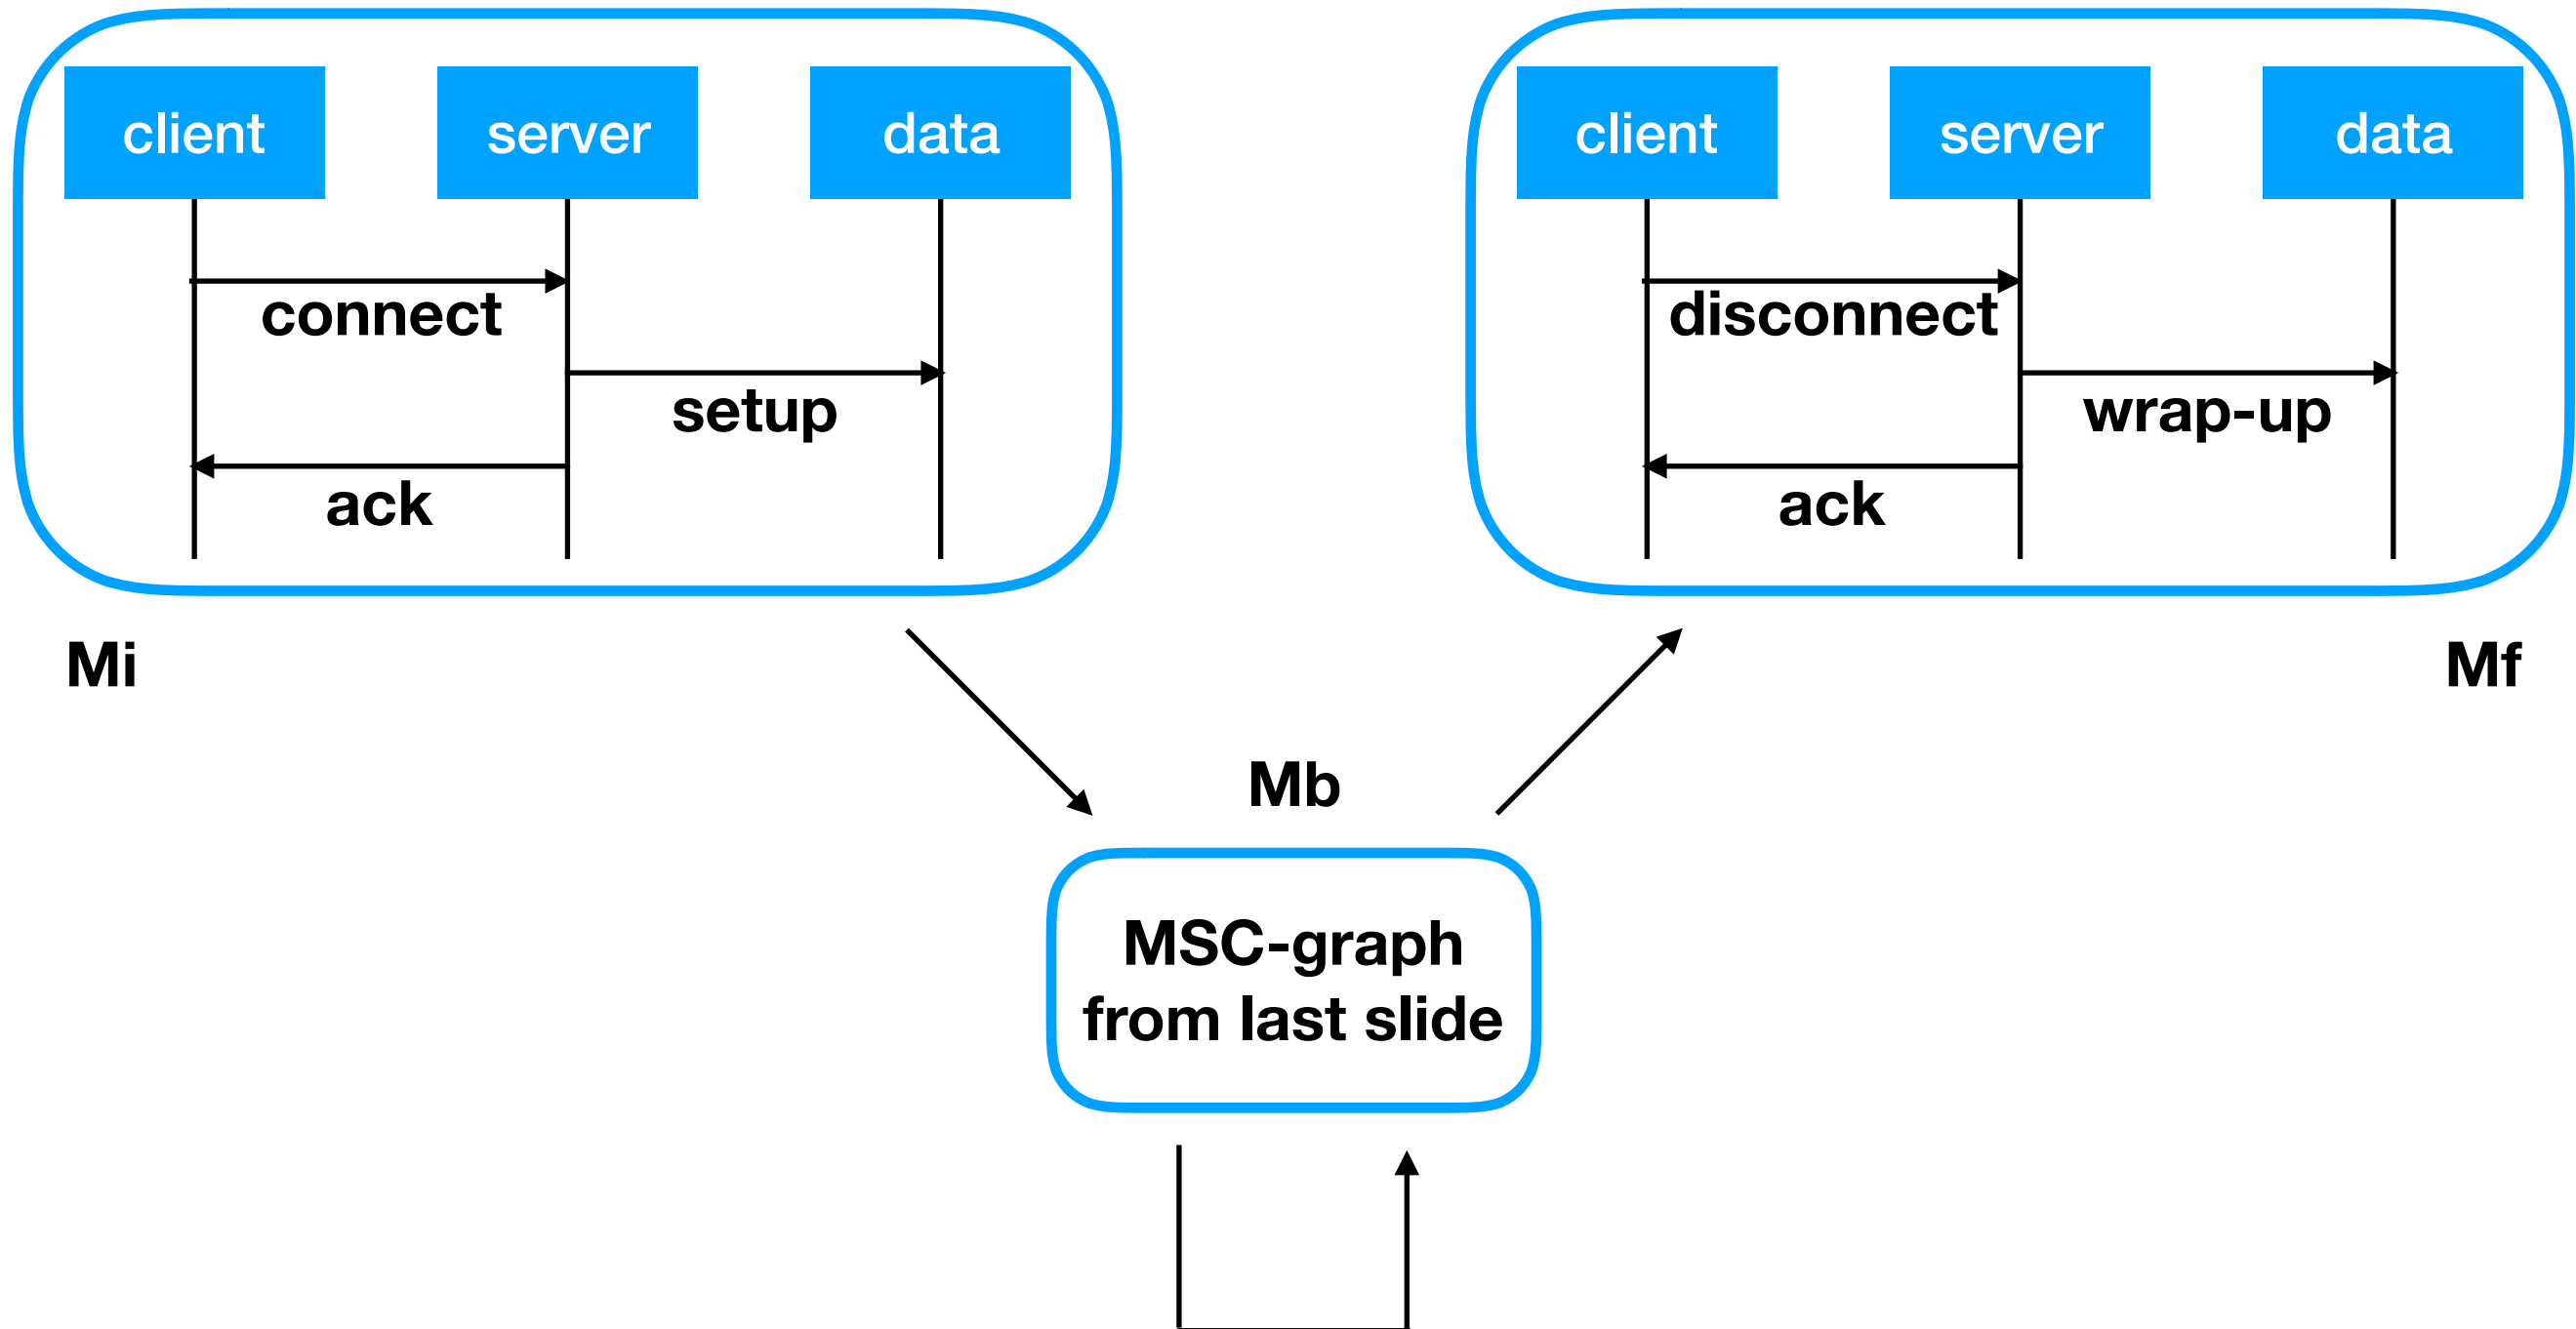 client
server
data
connect
setup
ack
Mi
client
server
data
disconnect
wrap-up
ack
Mf
Mb
MSC-graph
from last slide